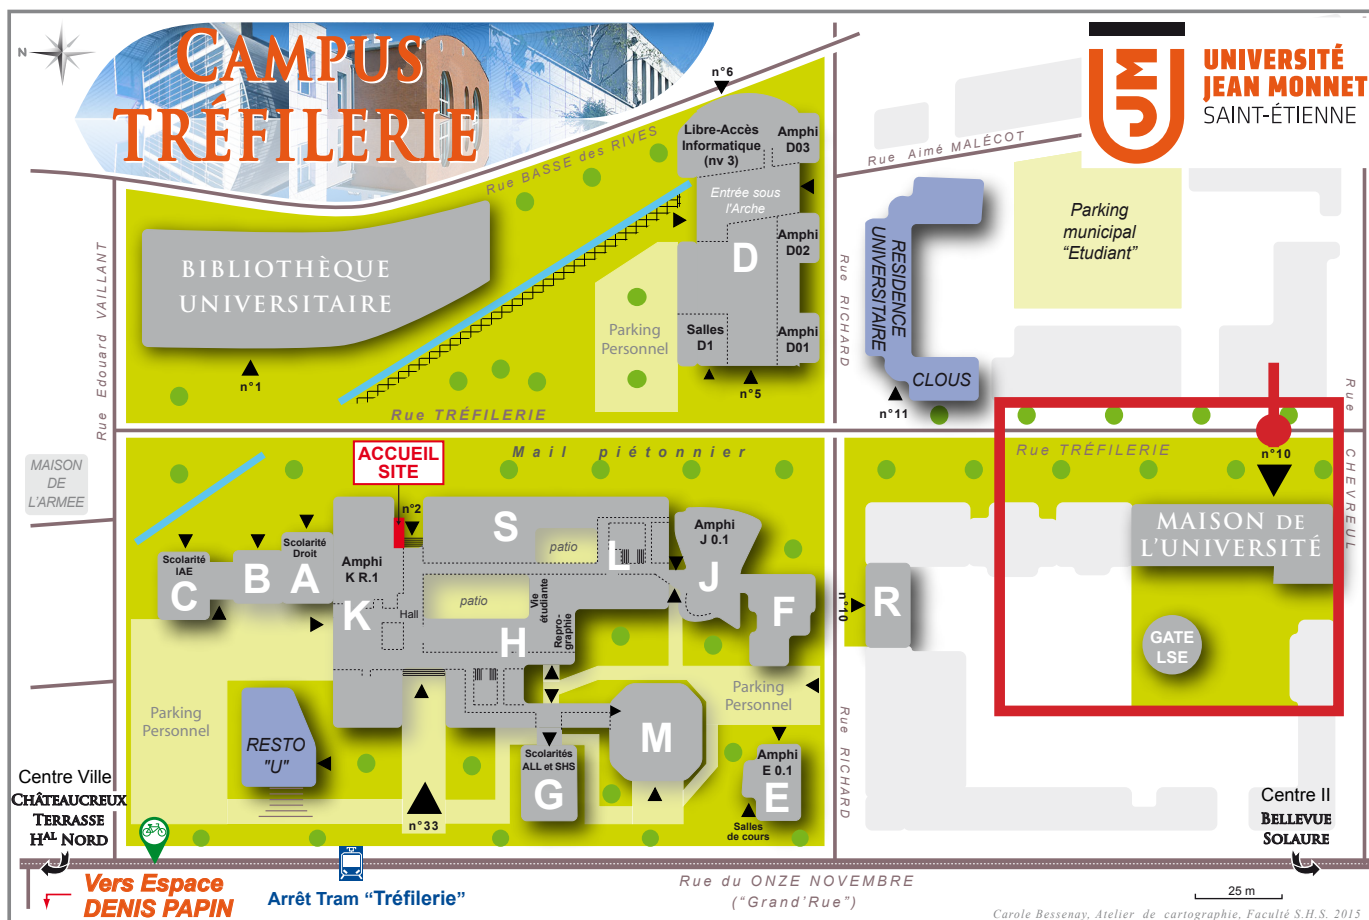 N
CAMPUS
TRÉFILERIE
UJM
UNIVERSITÉ
JEAN MONNET
SAINT-ÉTIENNE
n°6
Rue BASSE des RIVES
Libre-Accès
Informatique
(nv 3)
Amphi
D03
Entrée sous
l'Arche
Amphi
D02
D
Salles
D1
Amphi
D01
n°5
Parking
Personnel
Rue Aimé MALÉCOT
Parking
municipal
"Etudiant"
RESIDENCE
UNIVERSITAIRE
CLOUS
n°11
Rue RICHARD
Rue Edouard VAILLANT
BIBLIOTHÈQUE
UNIVERSITAIRE
n°1
Rue TRÉFILERIE
Mail piétonnier
Rue TRÉFILERIE
n°10
Rue CHEVREUL
MAISON
DE
L'ARMEE
ACCUEIL
SITE
n°2
Scolarité
IAE
C
B
Scolarité
Droit
A
Amphi
K R.1
K
Hall
S
patio
L
patio
Vie
étudiante
Repro-
graphie
H
Amphi
J 0.1
J
F
n°10
R
MAISON DE
L'UNIVERSITÉ
GATE
LSE
Parking
Personnel
RESTO
"U"
n°33
Scolarités
ALL et SHS
G
M
Parking
Personnel
Amphi
E 0.1
E
Salles
de cours
Rue RICHARD
Centre Ville
CHÂTEAUCREUX
TERRASSE
HAL NORD
Centre II
BELLEVUE
SOLAURE
Vers Espace
DENIS PAPIN
Arrêt Tram “Tréfilerie”
Rue du ONZE NOVEMBRE
("Grand'Rue")
25 m
Carole Bessenay, Atelier de cartographie, Faculté S.H.S. 2015